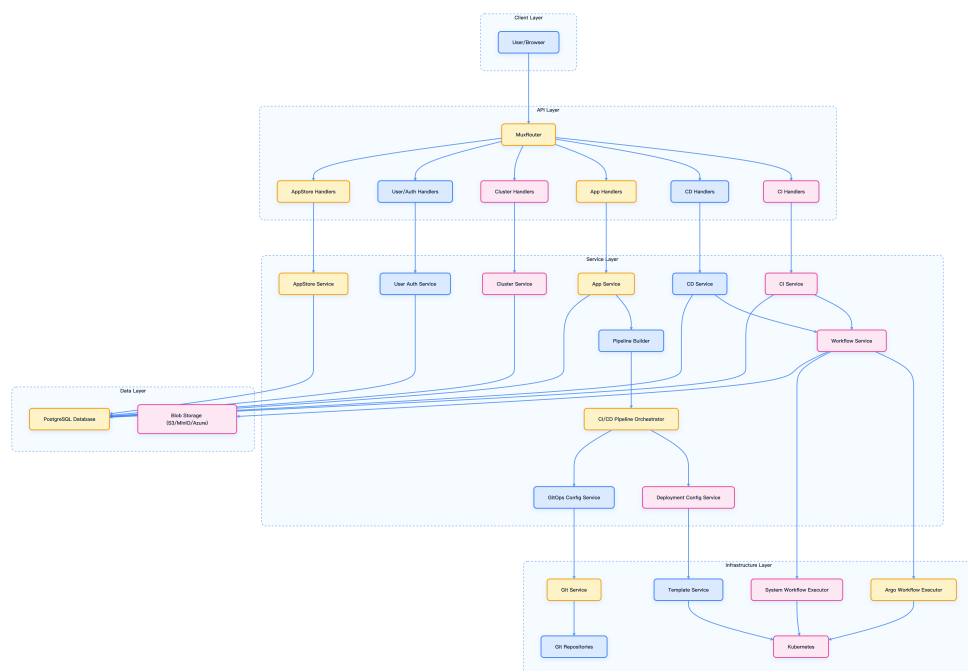 Client Layer
User/Browser
API Layer
MuxRouter
AppStore Handlers
User/Auth Handlers
Cluster Handlers
App Handlers
CD Handlers
CI Handlers
Service Layer
AppStore Service
User Auth Service
Cluster Service
App Service
CD Service
CI Service
Pipeline Builder
Workflow Service
Data Layer
PostgreSQL Database
Blob Storage
(S3/MinIO/Azure)
CI/CD Pipeline Orchestrator
GitOps Config Service
Deployment Config Service
Infrastructure Layer
Git Service
Template Service
System Workflow Executor
Argo Workflow Executor
Git Repositories
Kubernetes